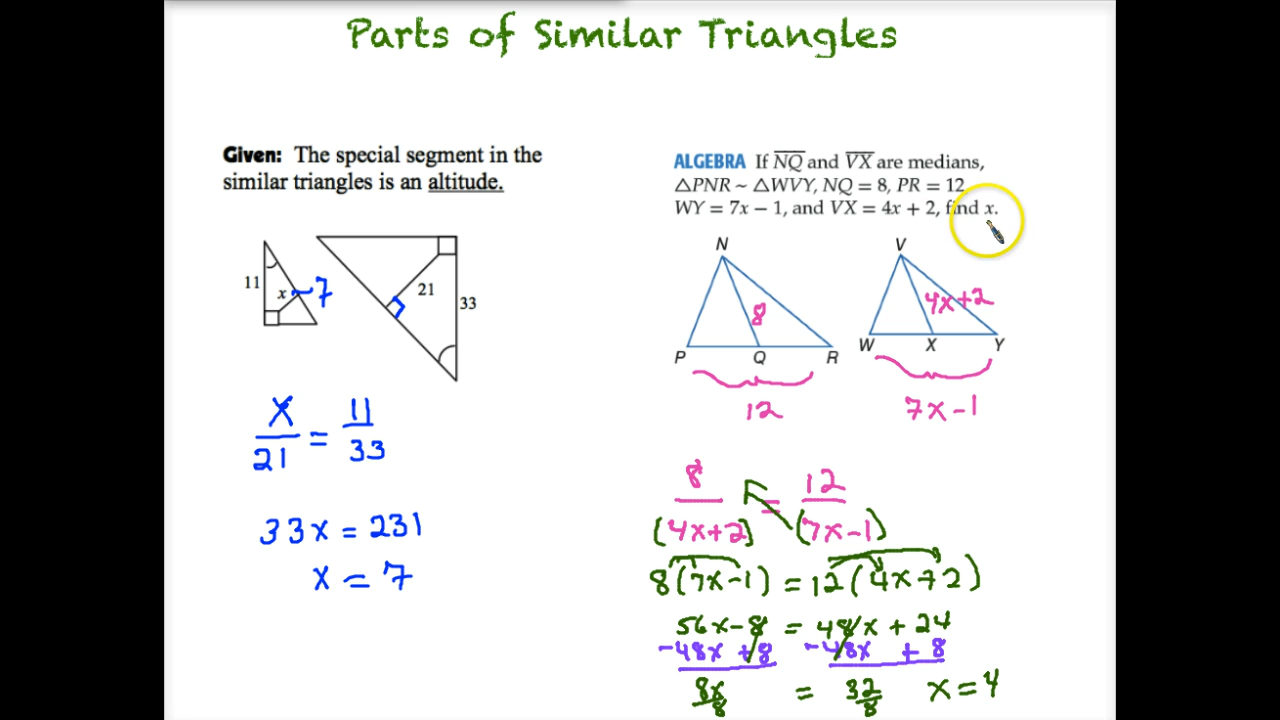 Parts of Similar Triangles
Given: The special segment in the
similar triangles is an altitude.
11
x
7
21
33
x/21 = 11/33
33x = 231
x = 7
ALGEBRA If NQ and VX are medians,
△PNR ~ △WVY, NQ = 8, PR = 12
WY = 7x − 1, and VX = 4x + 2, find x.
N
8
P Q R
12
V
4x+2
W X Y
7x-1
8/(4x+2) = 12/(7x-1)
8(7x-1) = 12(4x+2)
56x-8 = 48x + 24
-48x +8 -48x + 8
8x/8 = 32/8 x=4